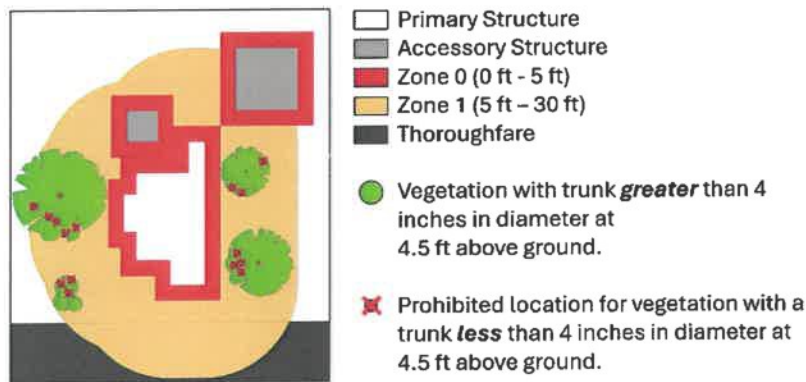 Primary Structure
Accessory Structure
Zone 0 (0 ft - 5 ft)
Zone 1 (5 ft – 30 ft)
Thoroughfare
Vegetation with trunk greater than 4
inches in diameter at
4.5 ft above ground.
Prohibited location for vegetation with a
trunk less than 4 inches in diameter at
4.5 ft above ground.